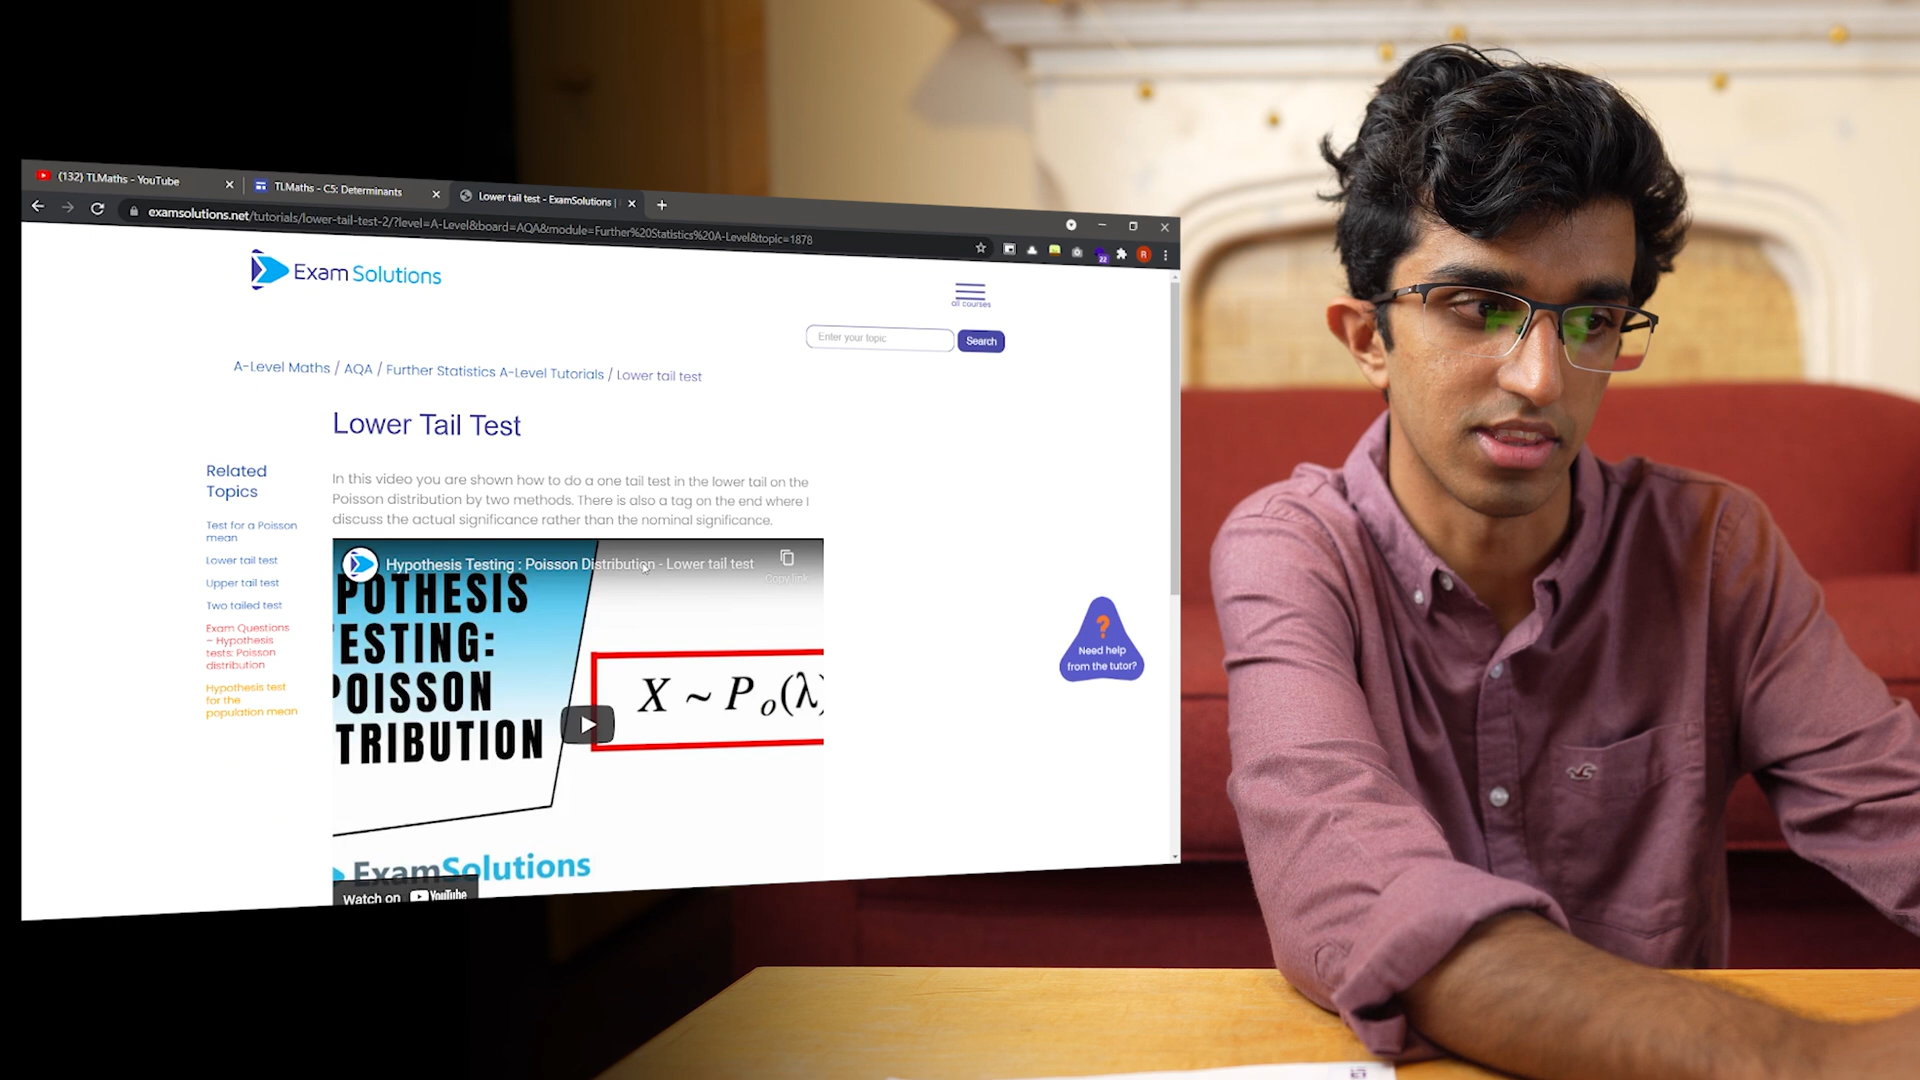 (132) TLMaths - YouTube
TLMaths - C5: Determinants
Lower tail test - ExamSolutions |
examsolutions.net/tutorials/lower-tail-test-2/?level=A-Level&board=AQA&module=Further%20Statistics%20A-Level&topic=1878
22
R
Exam Solutions
all courses
Enter your topic
Search
A-Level Maths / AQA / Further Statistics A-Level Tutorials / Lower tail test
Lower Tail Test
Related
Topics
Test for a Poisson
mean
Lower tail test
Upper tail test
Two tailed test
Exam Questions
– Hypothesis
tests: Poisson
distribution
Hypothesis test
for the
population mean
In this video you are shown how to do a one tail test in the lower tail on the
Poisson distribution by two methods. There is also a tag on the end where I
discuss the actual significance rather than the nominal significance.
Hypothesis Testing : Poisson Distribution - Lower tail test
Copy link
POTHESIS
ESTING:
POISSON
TRIBUTION
X ~ Po(λ)
ExamSolutions
Watch on YouTube
?
Need help
from the tutor?